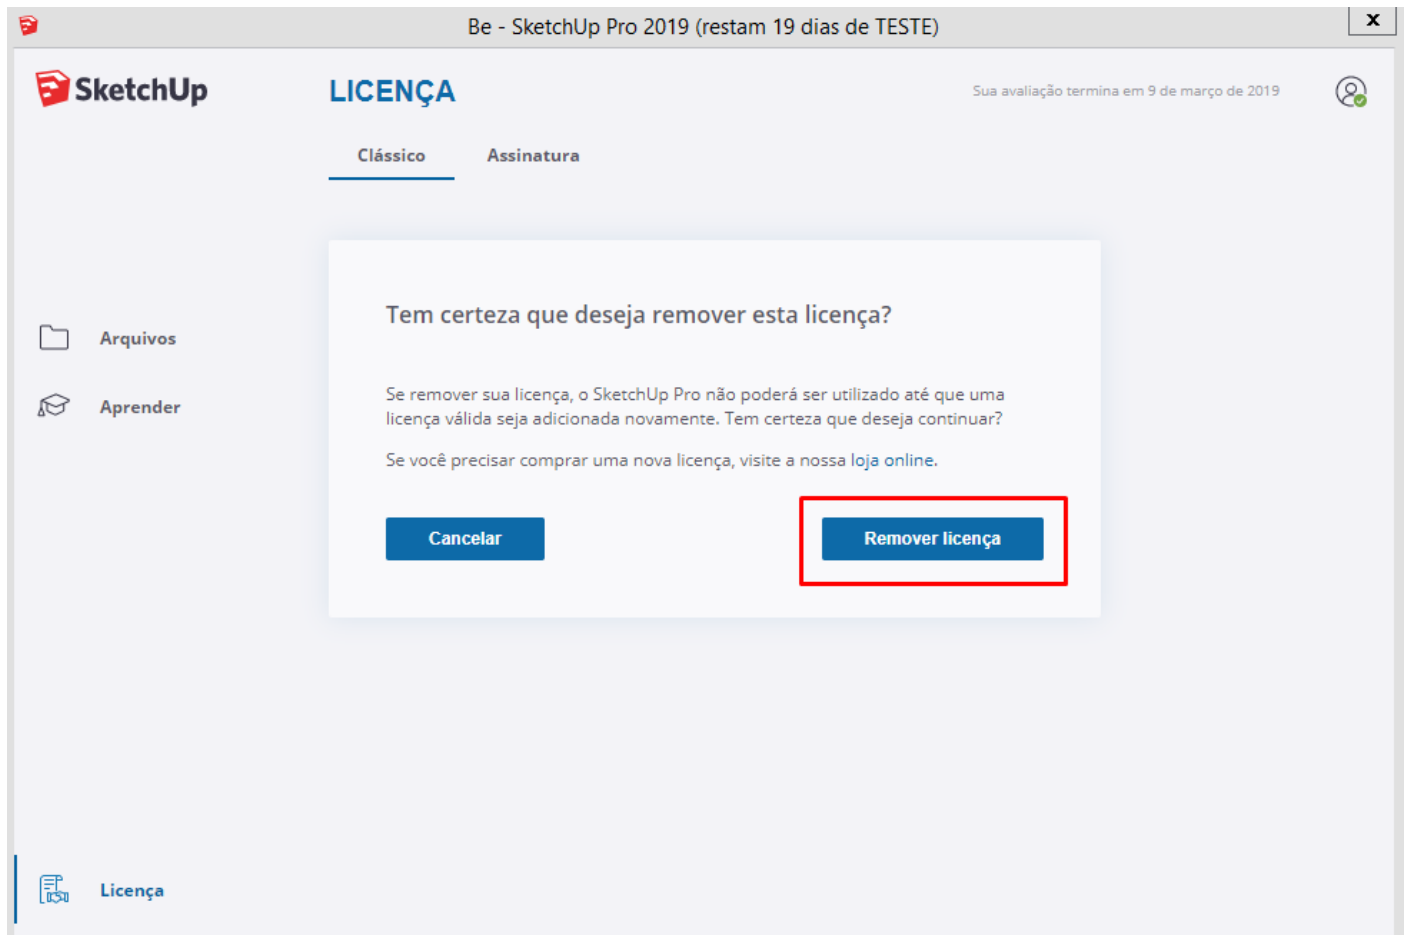 Be - SketchUp Pro 2019 (restam 19 dias de TESTE)
x
SketchUp
LICENÇA
Sua avaliação termina em 9 de março de 2019
Clássico
Assinatura
Tem certeza que deseja remover esta licença?
Arquivos
Aprender
Se remover sua licença, o SketchUp Pro não poderá ser utilizado até que uma
licença válida seja adicionada novamente. Tem certeza que deseja continuar?
Se você precisar comprar uma nova licença, visite a nossa loja online.
Cancelar
Remover licença
Licença